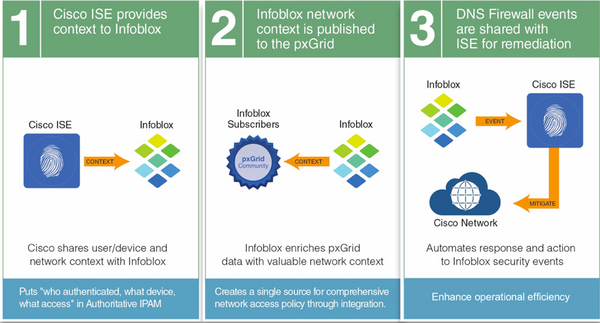 1
Cisco ISE provides
context to Infoblox
Cisco ISE
Infoblox
CONTEXT
Cisco shares user/device and
network context with Infoblox
Puts "who authenticated, what device,
what access" in Authoritative IPAM
2
Infoblox network
context is published
to the pxGrid
Infoblox
Subscribers
Infoblox
pxGrid
Community
CONTEXT
Infoblox enriches pxGrid
data with valuable network context
Creates a single source for comprehensive
network access policy through integration.
3
DNS Firewall events
are shared with
ISE for remediation
Infoblox
Cisco ISE
EVENT
MITIGATE
Cisco Network
Automates response and action
to Infoblox security events
Enhance operational efficiency